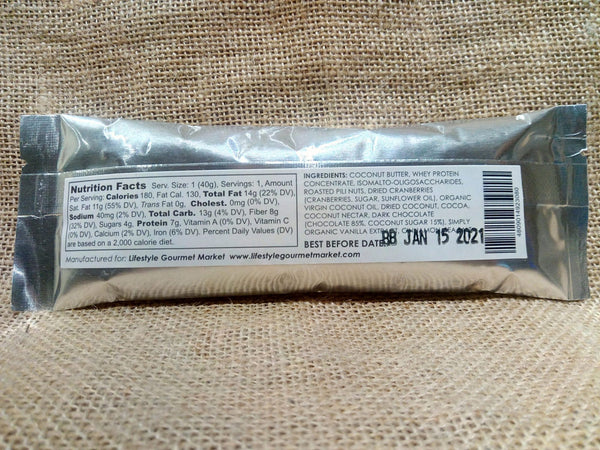 Nutrition Facts Serv. Size: 1 (40g), Servings: 1, Amount
Per Serving: Calories 180, Fat Cal. 130, Total Fat 14g (22% DV),
Sat. Fat 11g (55% DV), Trans Fat 0g, Cholest. 0mg (0% DV),
Sodium 40mg (2% DV), Total Carb. 13g (4% DV), Fiber 8g
(32% DV), Sugars 4g, Protein 7g, Vitamin A (0% DV), Vitamin C
(0% DV), Calcium (2% DV), Iron (6% DV). Percent Daily Values (DV)
are based on a 2,000 calorie diet.
Manufactured for: Lifestyle Gourmet Market - www.lifestylegourmetmarket.com
INGREDIENTS: COCONUT BUTTER, WHEY PROTEIN
CONCENTRATE, ISOMALTO-OLIGOSACCHARIDES,
ROASTED PILI NUTS, DRIED CRANBERRIES
(CRANBERRIES, SUGAR, SUNFLOWER OIL), ORGANIC
VIRGIN COCONUT OIL, DRIED COCONUT, COCOA,
COCONUT NECTAR, DARK CHOCOLATE
(CHOCOLATE 85%, COCONUT SUGAR 15%), SIMPLY
ORGANIC VANILLA EXTRACT,
BEST BEFORE DATE: BB JAN 15 2021